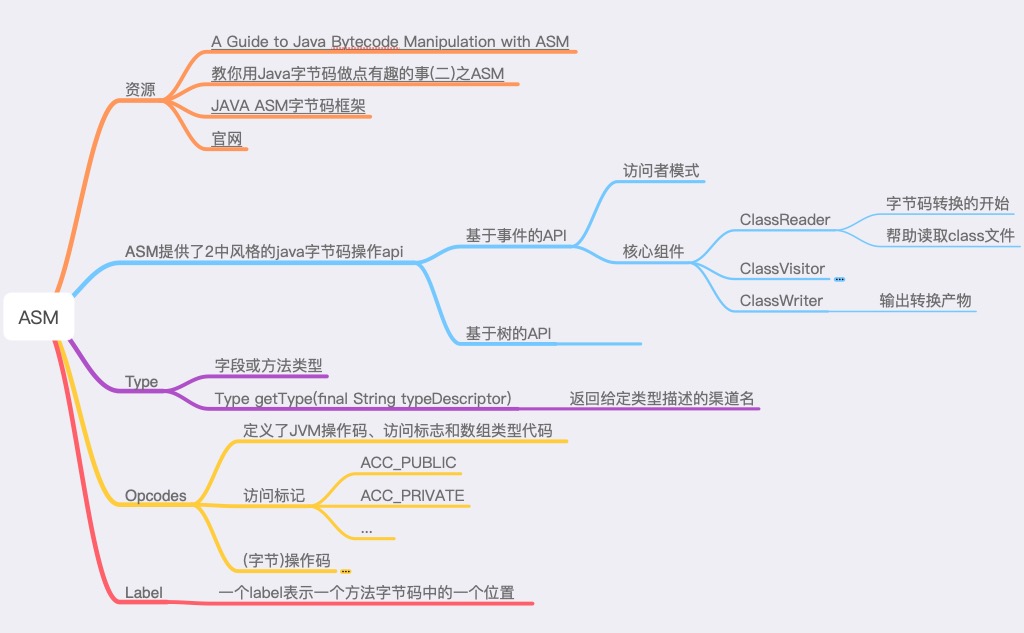 A Guide to Java Bytecode Manipulation with ASM
教你用Java字节码做点有趣的事(二)之ASM
资源
JAVA ASM字节码框架
官网
访问者模式
字节码转换的开始
ClassReader
基于事件的API
帮助读取class文件
ASM提供了2中风格的java字节码操作api
核心组件
ClassVisitor
ClassWriter
输出转换产物
ASM
基于树的API
字段或方法类型
Type
Type getType(final String typeDescriptor)
返回给定类型描述的渠道名
定义了JVM操作码、访问标志和数组类型代码
ACC_PUBLIC
Opcodes
访问标记
ACC_PRIVATE
...
(字节)操作码
Label
一个label表示一个方法字节码中的一个位置